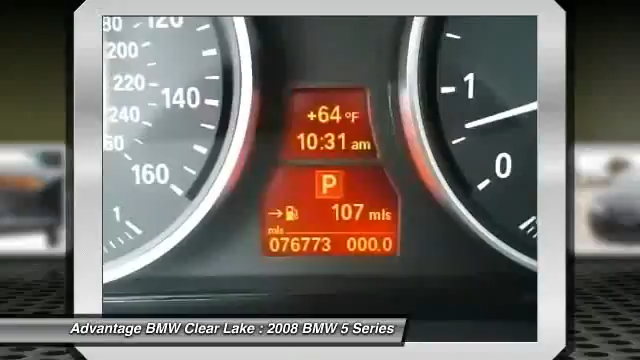 120
200
220
140
240
160
1
+64 °F
10:31 am
P
107 mls
mls
076773 000.0
1
0
Advantage BMW Clear Lake : 2008 BMW 5 Series